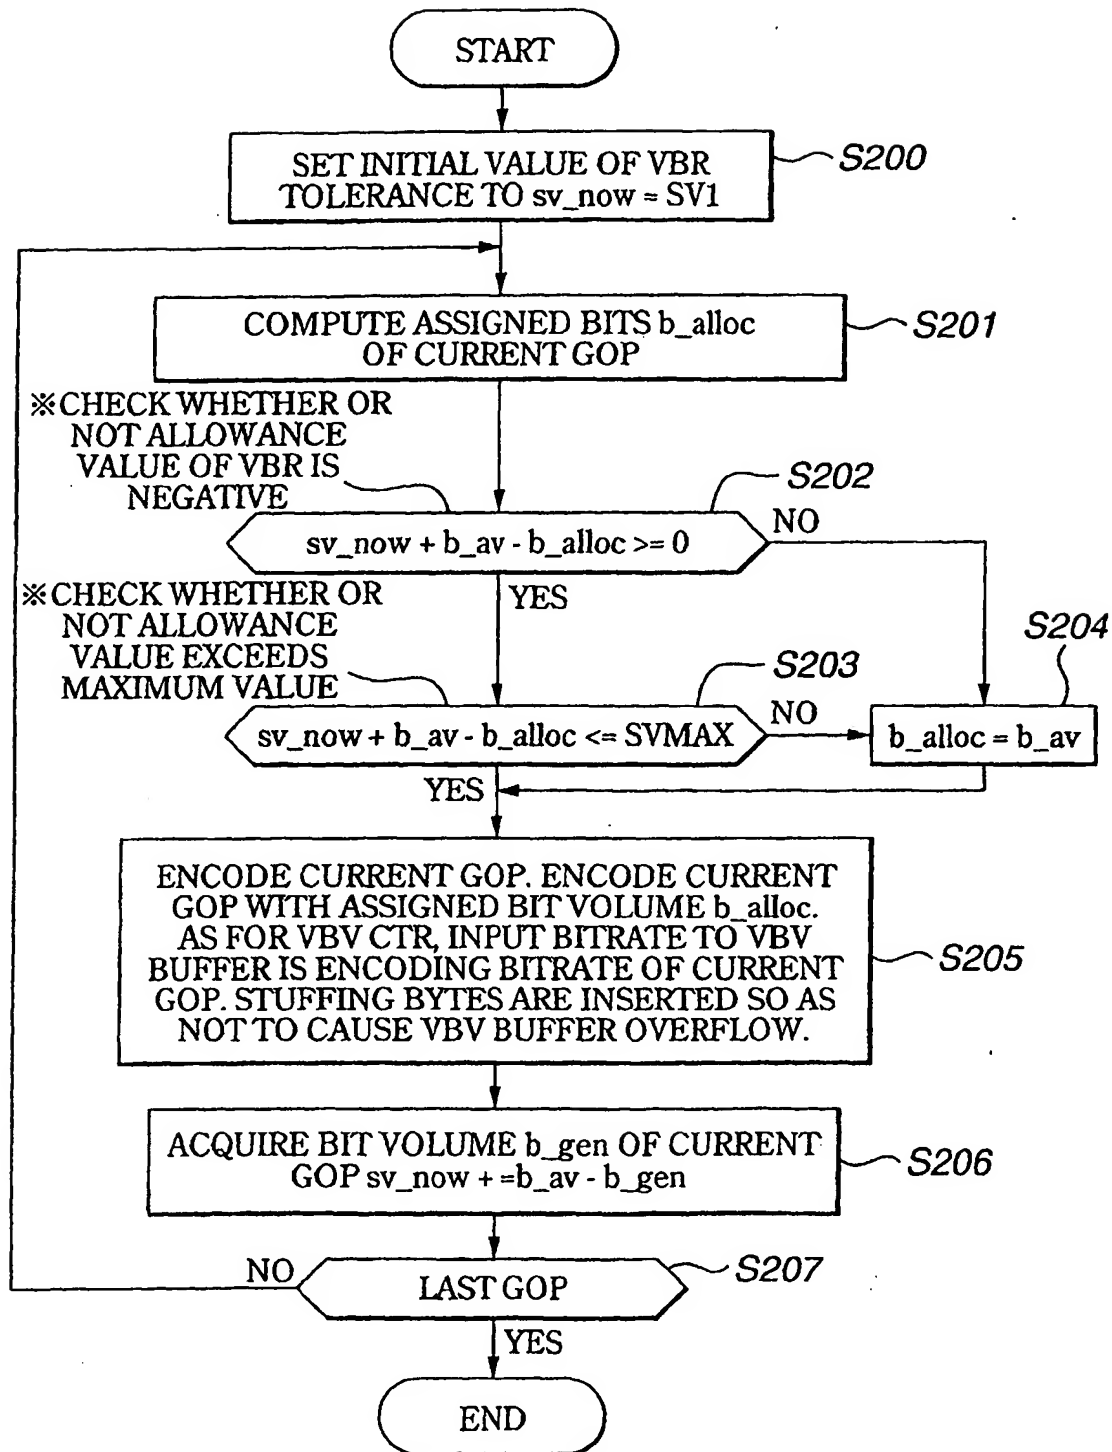 START
SET INITIAL VALUE OF VBR
TOLERANCE TO sv_now = SV1
S200
COMPUTE ASSIGNED BITS b_alloc
OF CURRENT GOP
S201
※CHECK WHETHER OR
NOT ALLOWANCE
VALUE OF VBR IS
NEGATIVE
S202
sv_now + b_av - b_alloc >= 0
NO
YES
※CHECK WHETHER OR
NOT ALLOWANCE
VALUE EXCEEDS
MAXIMUM VALUE
S203
S204
sv_now + b_av - b_alloc <= SVMAX
NO
b_alloc = b_av
YES
ENCODE CURRENT GOP. ENCODE CURRENT
GOP WITH ASSIGNED BIT VOLUME b_alloc.
AS FOR VBV CTR, INPUT BITRATE TO VBV
BUFFER IS ENCODING BITRATE OF CURRENT
GOP. STUFFING BYTES ARE INSERTED SO AS
NOT TO CAUSE VBV BUFFER OVERFLOW.
S205
ACQUIRE BIT VOLUME b_gen OF CURRENT
GOP sv_now + =b_av - b_gen
S206
NO
LAST GOP
S207
YES
END